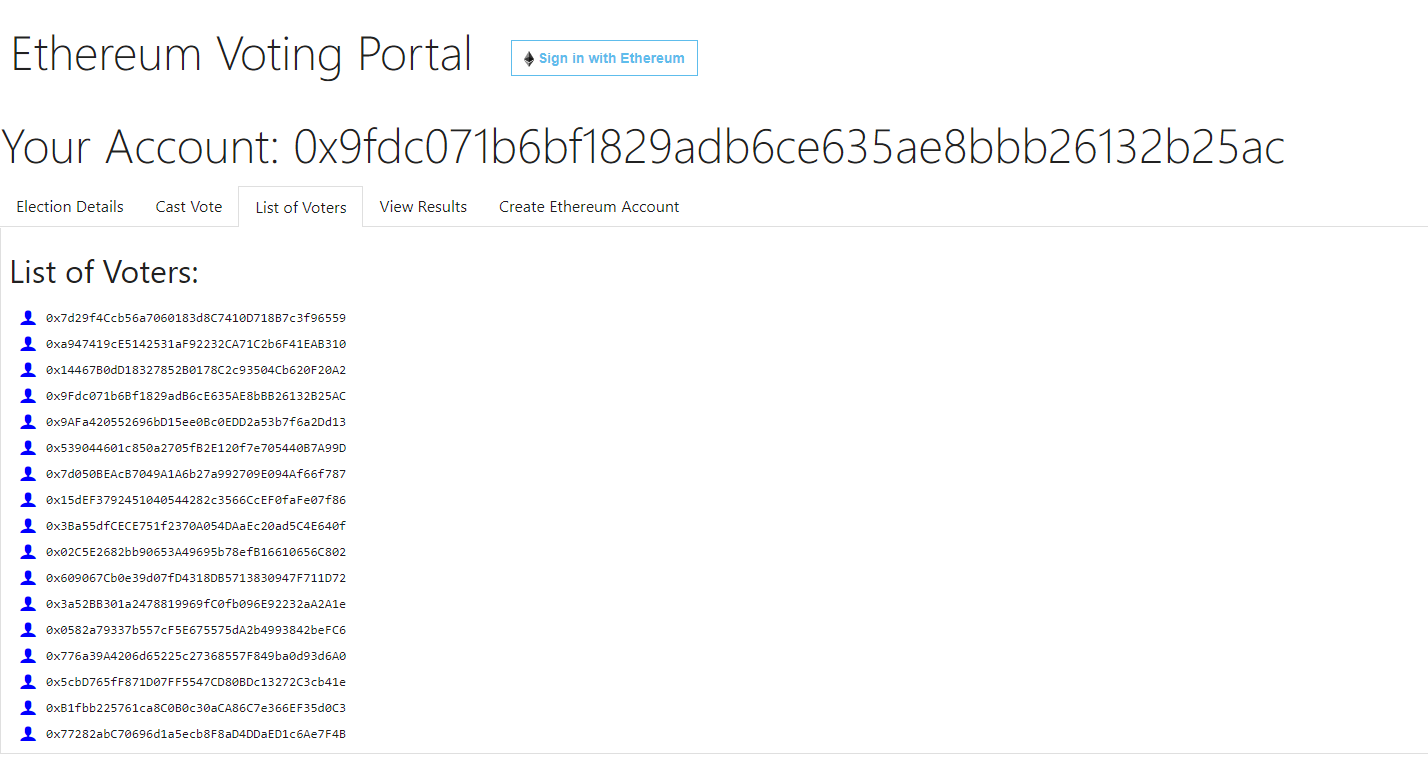 Ethereum Voting Portal
Sign in with Ethereum
Your Account: 0x9fdc071b6bf1829adb6ce635ae8bbb26132b25ac
Election Details
Cast Vote
List of Voters
View Results
Create Ethereum Account
List of Voters:
0x7d29f4Ccb56a7060183d8C7410D718B7c3f96559
0xa947419cE5142531aF92232CA71C2b6F41EAB310
0x14467B0dD18327852B0178C2c93504Cb620F20A2
0x9Fdc071b6Bf1829adB6cE635AE8bBB26132B25AC
0x9AFa420552696bD15ee0Bc0EDD2a53b7f6a2Dd13
0x539044601c850a2705fB2E120f7e705440B7A99D
0x7d050BEAcB7049A1A6b27a992709E094Af66f787
0x15dEF3792451040544282c3566CcEF0faFe07f86
0x3Ba55dfCECE751f2370A054DAaEc20ad5C4E640f
0x02C5E2682bb90653A49695b78efB16610656C802
0x609067Cb0e39d07fD4318DB5713830947F711D72
0x3a52BB301a2478819969fC0fb096E92232aA2A1e
0x0582a79337b557cF5E675575dA2b4993842beFC6
0x776a39A4206d65225c27368557F849ba0d93d6A0
0x5cbD765fF871D07FF5547CD80BDc13272C3cb41e
0xB1fbb225761ca8C0B0c30aCA86C7e366EF35d0C3
0x77282abC70696d1a5ecb8F8aD4DDaED1c6Ae7F4B